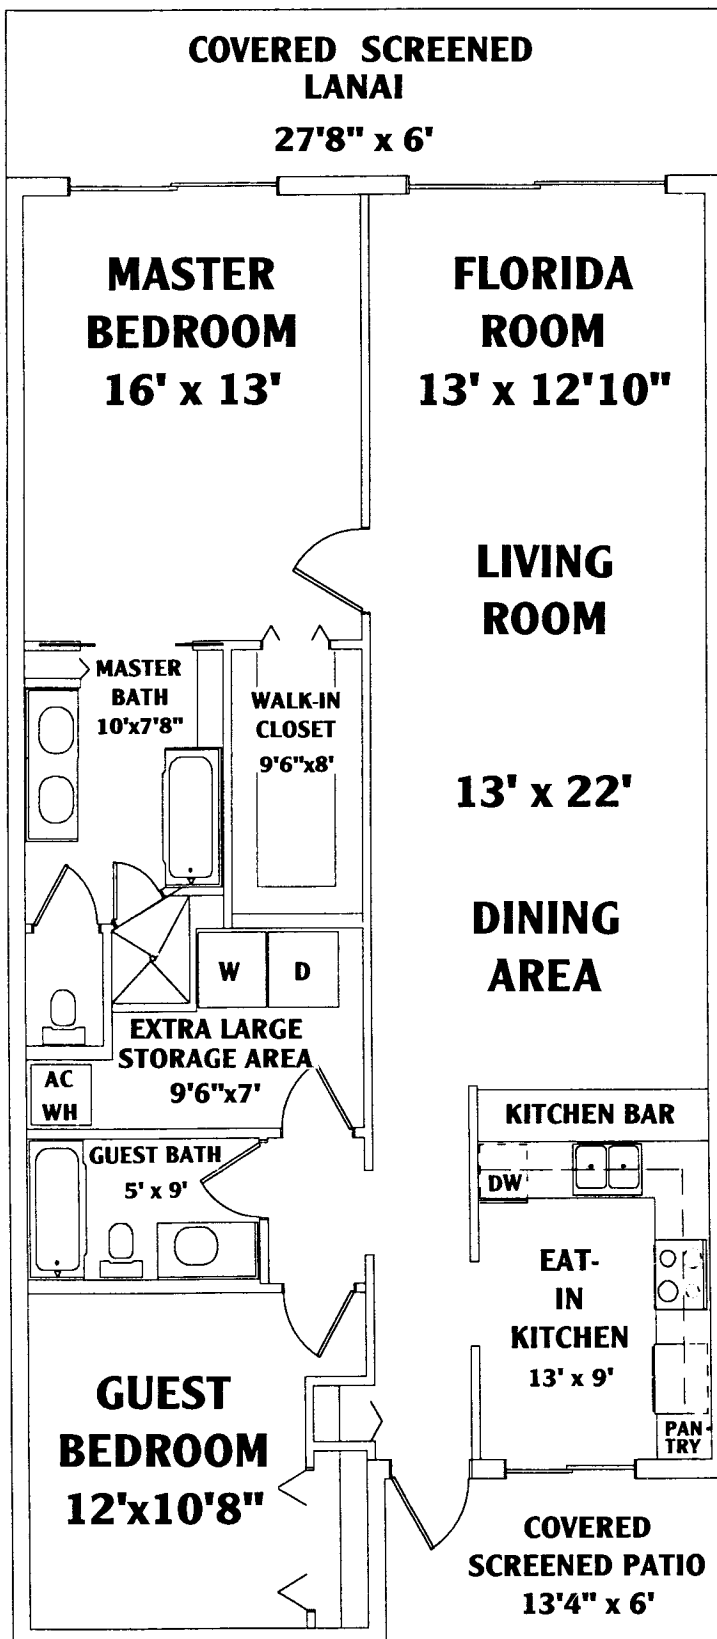 COVERED SCREENED
LANAI
27'8" x 6'
MASTER
BEDROOM
16' x 13'
FLORIDA
ROOM
13' x 12'10"
LIVING
ROOM
MASTER
BATH
10'x7'8"
WALK-IN
CLOSET
9'6"x8'
13' x 22'
DINING
AREA
W
D
EXTRA LARGE
STORAGE AREA
9'6"x7'
AC
WH
KITCHEN BAR
GUEST BATH
5' x 9'
DW
EAT-
IN
KITCHEN
13' x 9'
GUEST
BEDROOM
12'x10'8"
PAN-
TRY
COVERED
SCREENED PATIO
13'4" x 6'